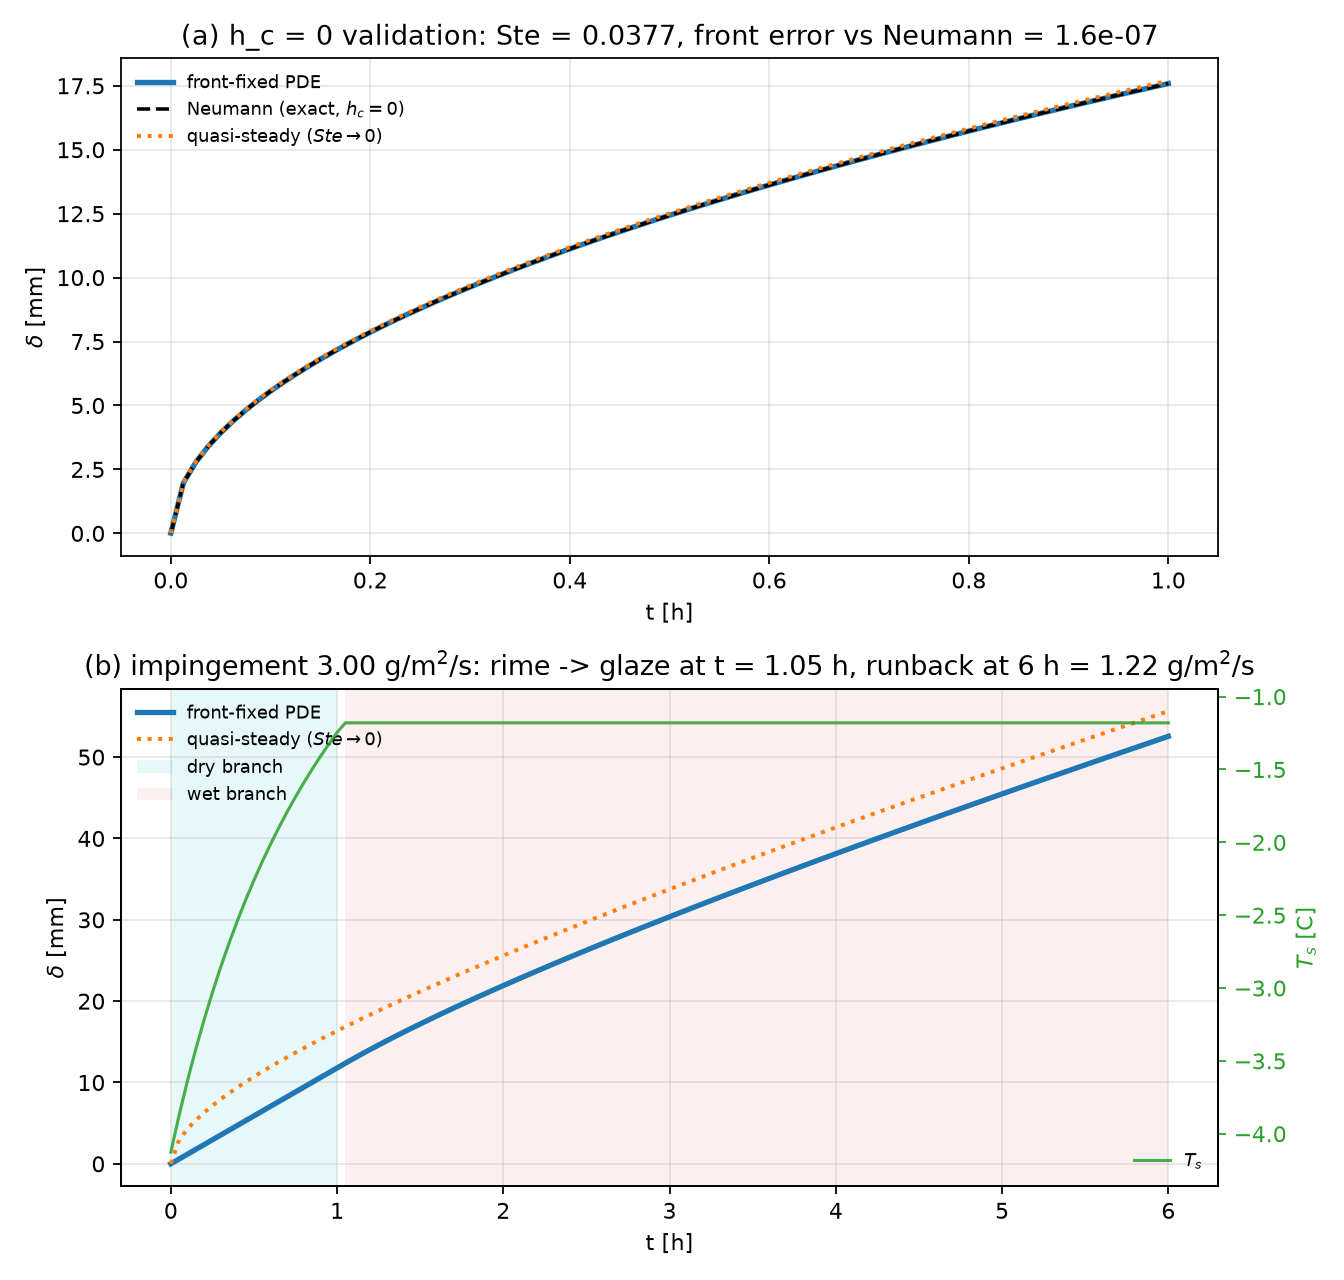 (a) h_c = 0 validation: Ste = 0.0377, front error vs Neumann = 1.6e-07
front-fixed PDE
Neumann (exact, h_c = 0)
quasi-steady (Ste → 0)
17.5
15.0
12.5
10.0
7.5
5.0
2.5
0.0
δ [mm]
0.0 0.2 0.4 0.6 0.8 1.0
t [h]
(b) impingement 3.00 g/m²/s: rime -> glaze at t = 1.05 h, runback at 6 h = 1.22 g/m²/s
front-fixed PDE
quasi-steady (Ste → 0)
dry branch
wet branch
50
40
30
20
10
0
δ [mm]
−1.0
−1.5
−2.0
−2.5
−3.0
−3.5
−4.0
T_s [C]
T_s
0 1 2 3 4 5 6
t [h]